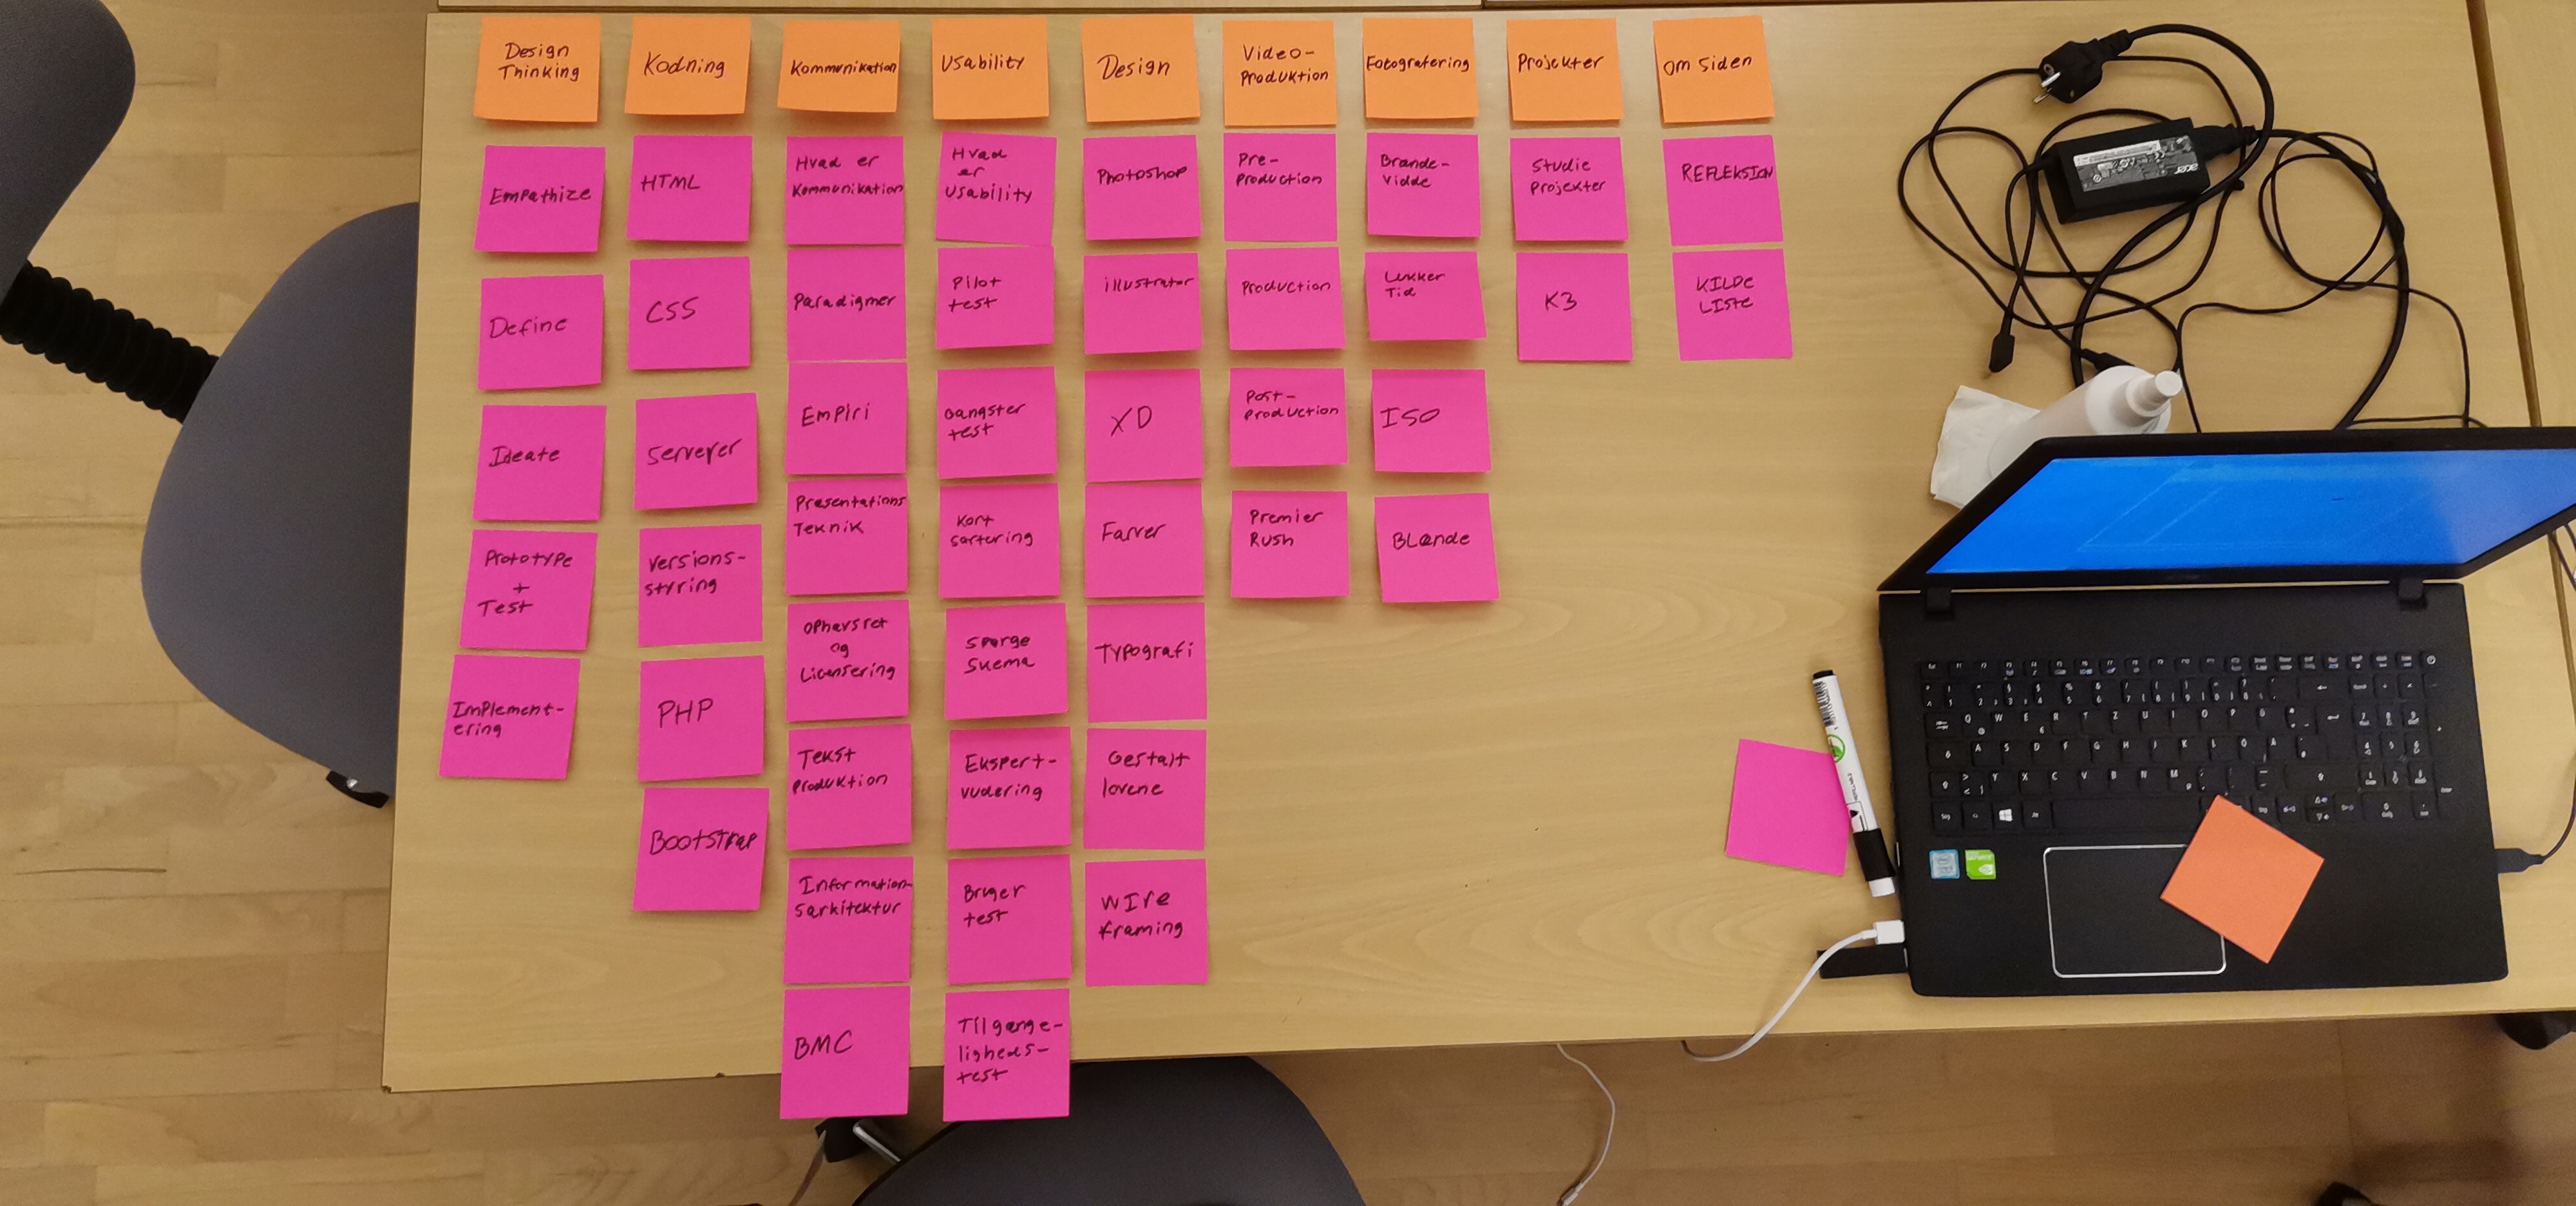 Design
Thinking
Kodning
Kommunikation
Usability
Design
Video-
Produktion
Fotografering
Projekter
Om Siden
Empathize
Define
Ideate
Prototype
+
Test
Implement-
ering
HTML
CSS
Serverer
Versions-
styring
PHP
Bootstrap
Hvad er
Kommunikation
Paradigmer
Empiri
Presentations
Teknik
Ophavsret
og
Licensering
Tekst
produktion
Information-
sarkitektur
BMC
Hvad
er
Usability
Pilot
test
Gangster
test
Kort
sortering
Spørge
Skema
Ekspert-
vudering
Bruger
test
Tilgænge-
ligheds-
test
Photoshop
illustrator
XD
Farver
Typografi
Gestalt
lovene
WIre
framing
Pre-
production
Production
Post-
production
Premier
Rush
Brænde-
vidde
Lukker
Tid
ISO
BLænde
Studie
projekter
K3
REFLEKSION
KILDE
LISTE
acer